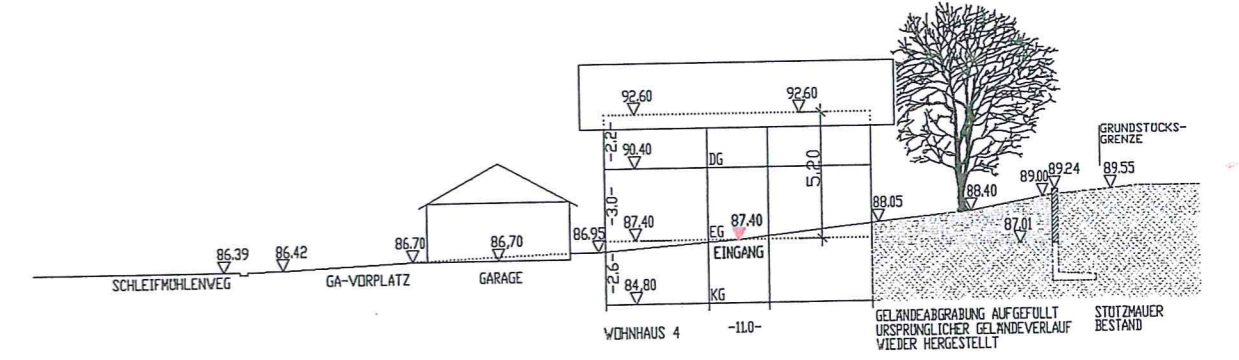 92.60
92.60
-2.2-
90.40
DG
5.20
GRUNDSTÜCKS-
GRENZE
89.00
89.24
89.55
88.40
88.05
87.01
-3.0-
87.40
EG
87.40
EINGANG
86.95
86.70
86,70
86.42
86.39
SCHLEIFMÜHLENWEG
GA-VORPLATZ
GARAGE
-2.6-
84.80
KG
WOHNHAUS 4
-11.0-
GELÄNDEABGRABUNG AUFGEFÜLLT
URSPRÜNGLICHER GELÄNDEVERLAUF
WIEDER HERGESTELLT
STÜTZMAUER
BESTAND